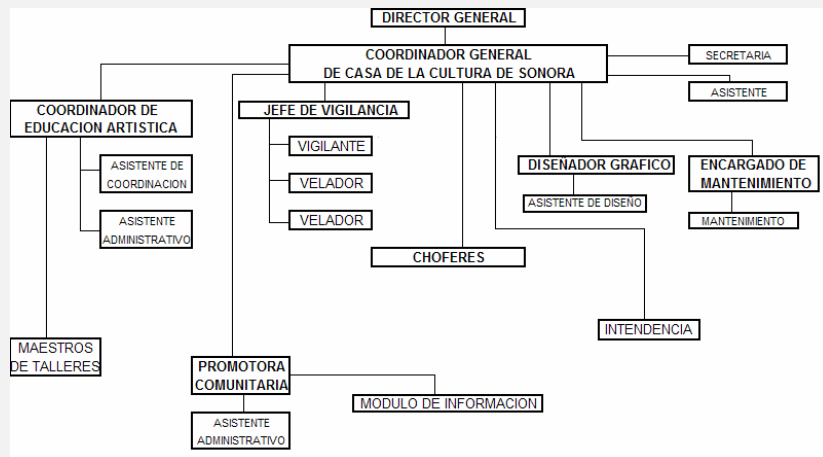 DIRECTOR GENERAL
COORDINADOR GENERAL
DE CASA DE LA CULTURA DE SONORA
SECRETARIA
ASISTENTE
COORDINADOR DE
EDUCACION ARTISTICA
JEFE DE VIGILANCIA
VIGILANTE
VELADOR
VELADOR
ASISTENTE DE
COORDINACION
ASISTENTE
ADMINISTRATIVO
DISEÑADOR GRAFICO
ASISTENTE DE DISEÑO
ENCARGADO DE
MANTENIMIENTO
MANTENIMIENTO
CHOFERES
INTENDENCIA
MAESTROS
DE TALLERES
PROMOTORA
COMUNITARIA
MODULO DE INFORMACION
ASISTENTE
ADMINISTRATIVO